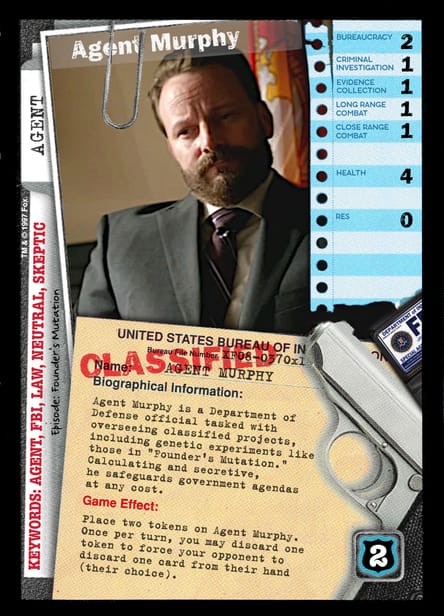 Agent Murphy
BUREAUCRACY 2
CRIMINAL INVESTIGATION 1
EVIDENCE COLLECTION 1
LONG RANGE COMBAT 1
CLOSE RANGE COMBAT 1
HEALTH 4
RES 0
AGENT
TM & © 1997 Fox.
KEYWORDS: AGENT, FBI, LAW, NEUTRAL, SKEPTIC
Episode: Founder's Mutation
UNITED STATES BUREAU OF IN
Bureau File Number XF08-0370x1
CLASSIFIED
Name: AGENT MURPHY
Biographical Information:
Agent Murphy is a Department of
Defense official tasked with
overseeing classified projects,
including genetic experiments like
those in "Founder's Mutation."
Calculating and secretive,
he safeguards government agendas
at any cost.
Game Effect:
Place two tokens on Agent Murphy.
Once per turn, you may discard one
token to force your opponent to
discard one card from their hand
(their choice).
2